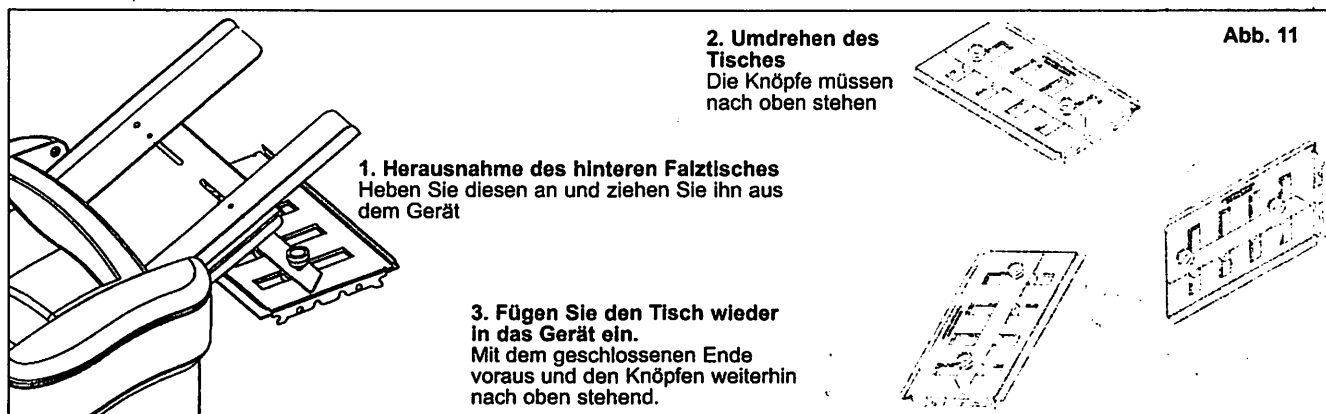 Abb. 11
2. Umdrehen des
Tisches
Die Knöpfe müssen
nach oben stehen
1. Herausnahme des hinteren Falztisches
Heben Sie diesen an und ziehen Sie ihn aus
dem Gerät
3. Fügen Sie den Tisch wieder
in das Gerät ein.
Mit dem geschlossenen Ende
voraus und den Knöpfen weiterhin
nach oben stehend.